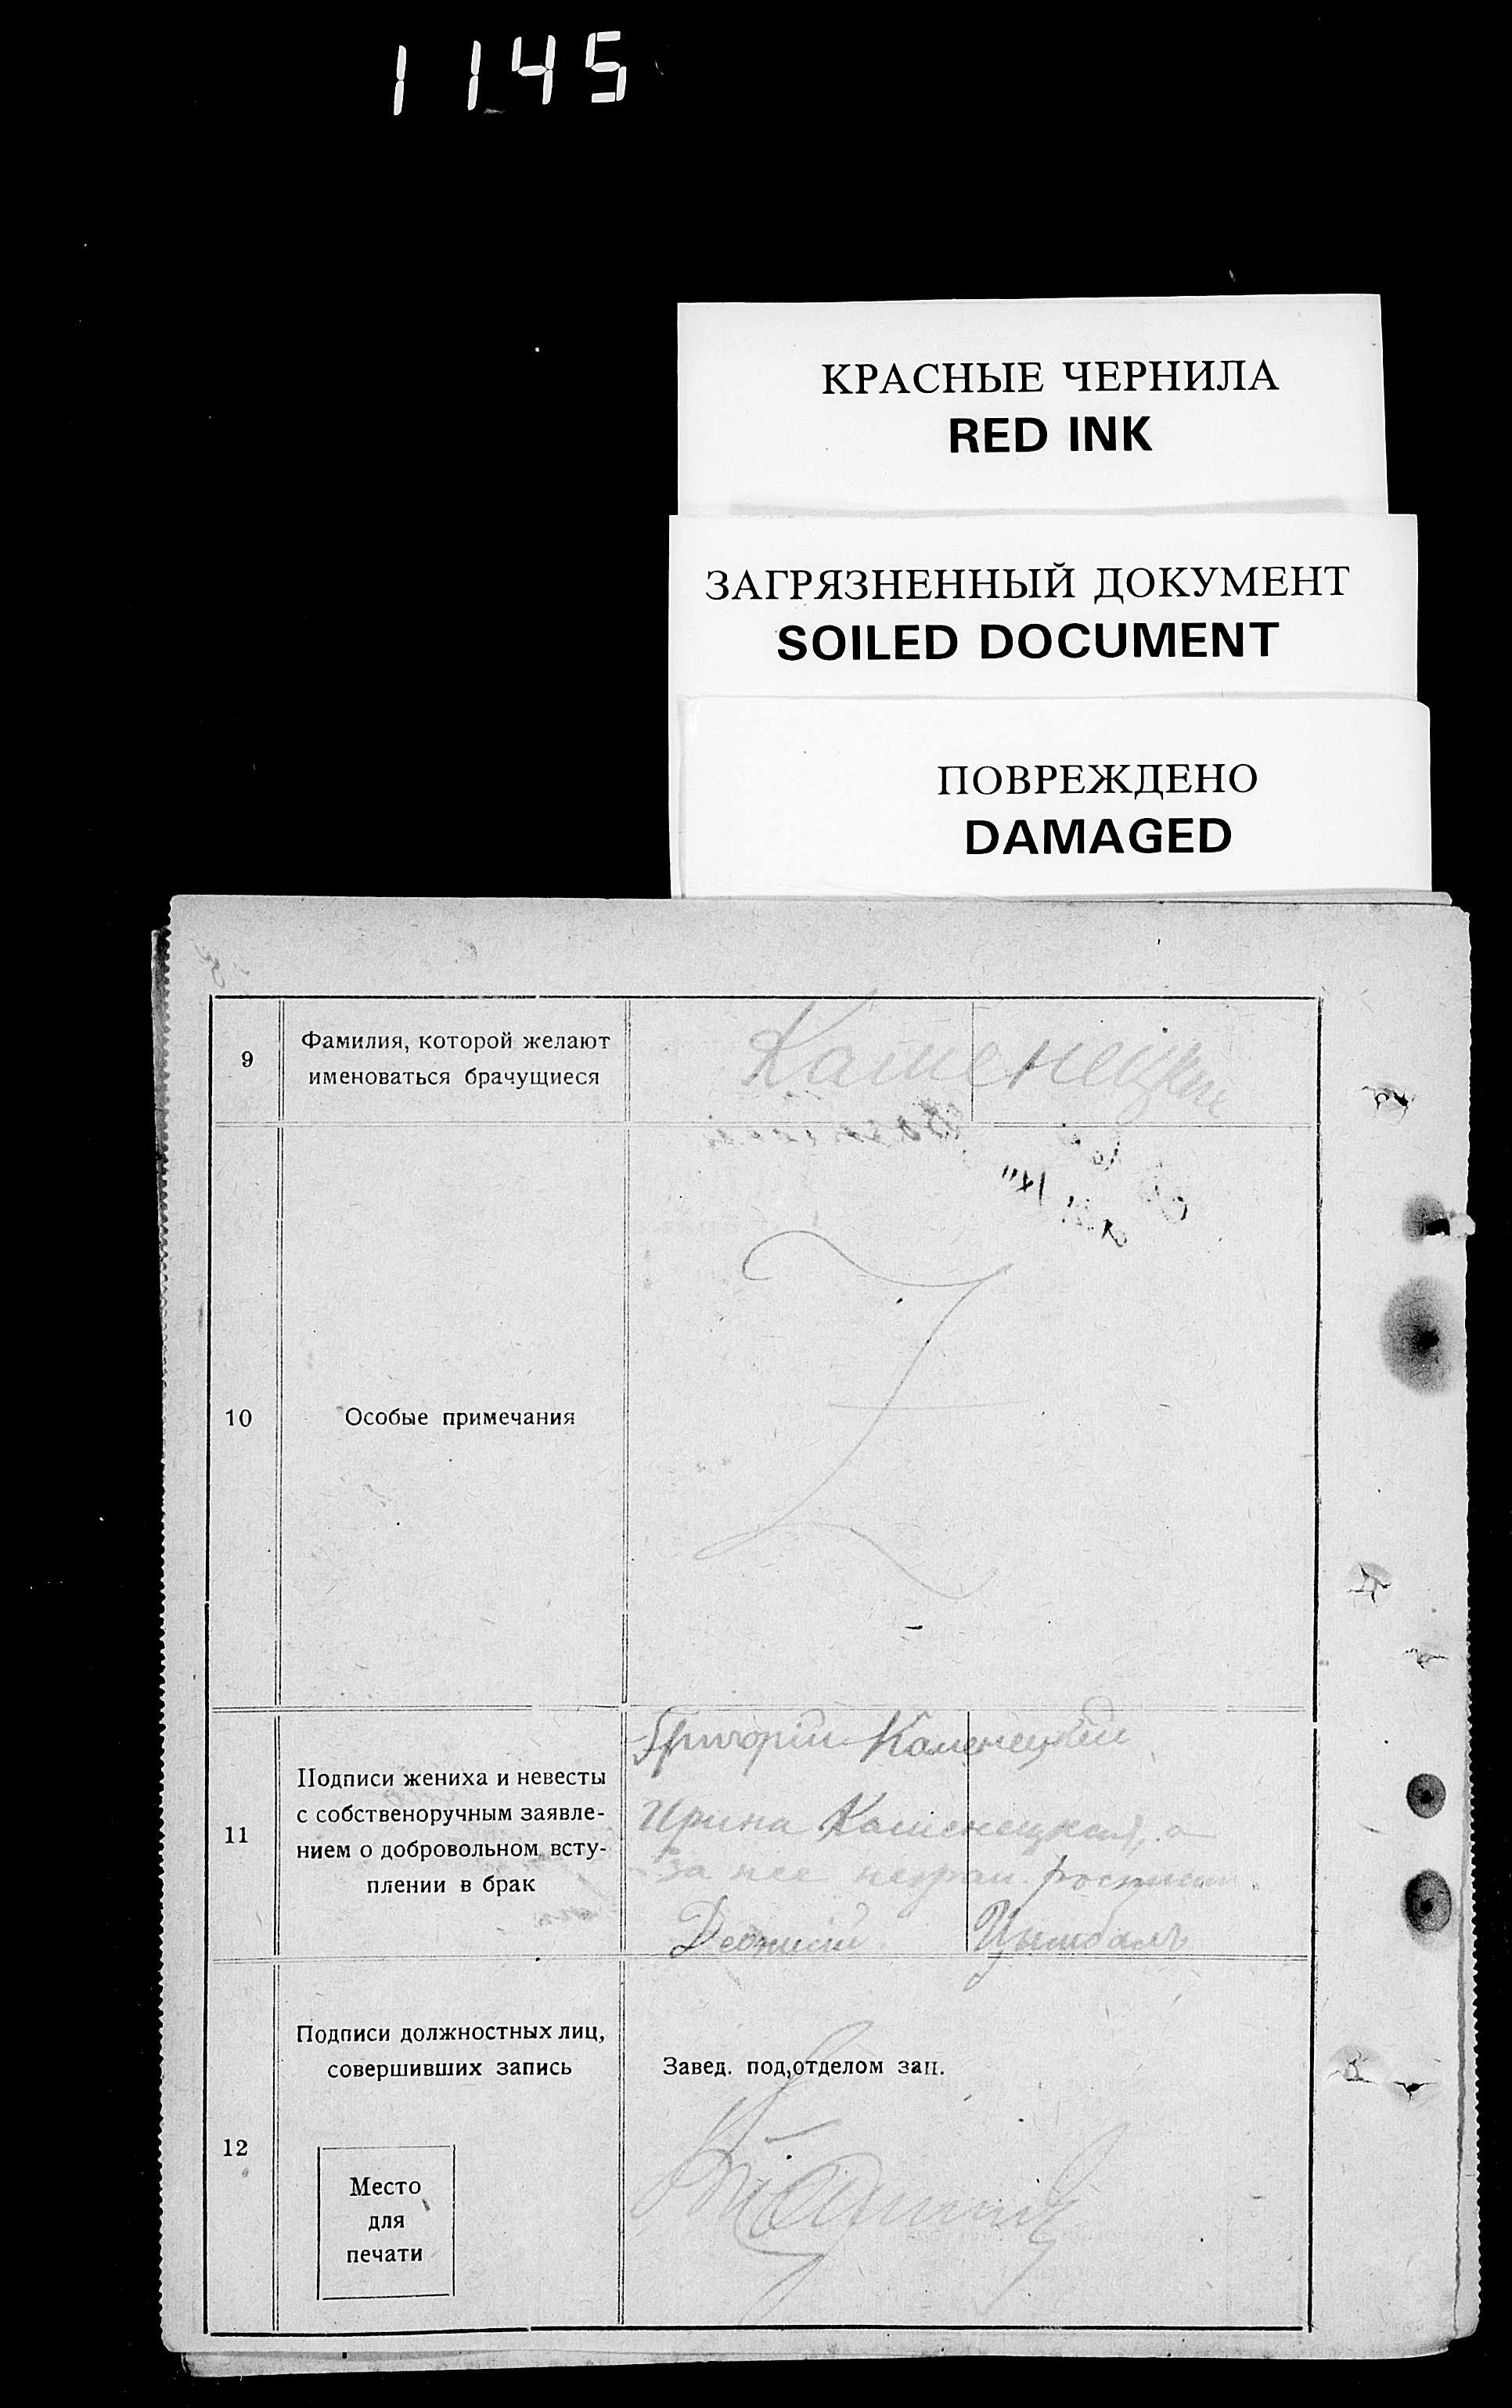 1145
КРАСНЫЕ ЧЕРНИЛА
RED INK
ЗАГРЯЗНЕННЫЙ ДОКУМЕНТ
SOILED DOCUMENT
ПОВРЕЖДЕНО
DAMAGED
9
Фамилия, которой желают
именоваться брачущиеся
Каменецкие
10
Особые примечания
11
Подписи жениха и невесты
с собственоручным заявле-
нием о добровольном всту-
плении в брак
Григорий Каменецкий
Ирина Каменецкая, а
за нее неграм. росписал.
Цымбалъ
12
Подписи должностных лиц,
совершивших запись
Завед. под,отделом зап.
Место
для
печати